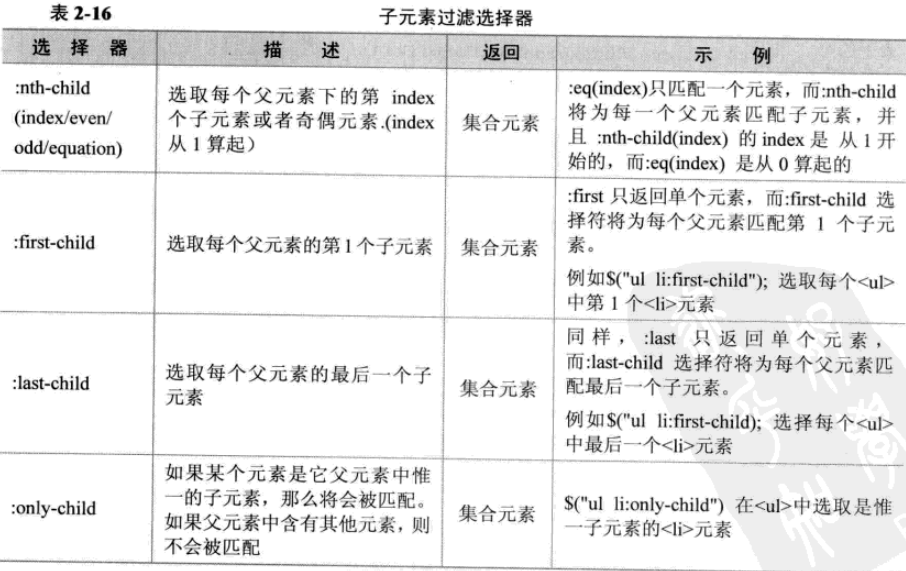 表 2-16
子元素过滤选择器
选 择 器
描 述
返回
示 例
:nth-child
(index/even/
odd/equation)
选取每个父元素下的第 index
个子元素或者奇偶元素.(index
从 1 算起）
集合元素
:eq(index)只匹配一个元素，而:nth-child
将为每一个父元素匹配子元素，并
且 :nth-child(index) 的 index 是 从 1 开
始的，而:eq(index) 是从 0 算起的
:first-child
选取每个父元素的第 1 个子元素
集合元素
:first 只返回单个元素，而:first-child 选
择符将为每个父元素匹配第 1 个子元
素。
例如$("ul li:first-child"); 选取每个<ul>
中第 1 个<li>元素
:last-child
选取每个父元素的最后一个子
元素
集合元素
同样，:last 只返回单个元素，
而:last-child 选择符将为每个父元素匹
配最后一个子元素。
例如$("ul li:first-child); 选择每个<ul>
中最后一个<li>元素
:only-child
如果某个元素是它父元素中惟
一的子元素，那么将会被匹配。
如果父元素中含有其他元素，则
不会被匹配
集合元素
$("ul li:only-child") 在<ul>中选取是惟
一子元素的<li>元素